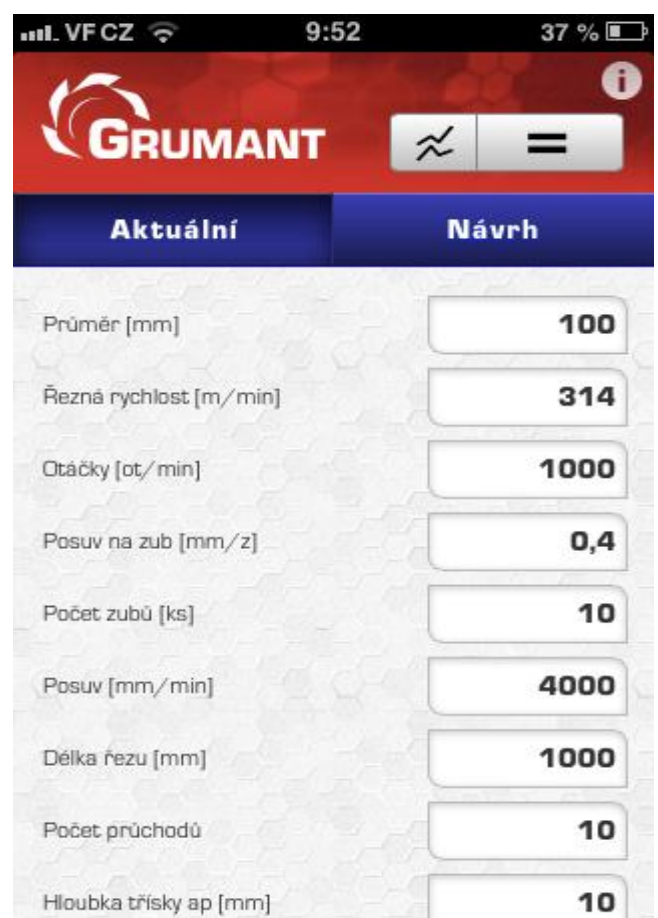 VF CZ 9:52 37 %
i
GRUMANT
Aktuální Návrh
Průměr [mm] 100
Řezná rychlost [m/min] 314
Otáčky [ot/min] 1000
Posuv na zub [mm/z] 0,4
Počet zubů [ks] 10
Posuv [mm/min] 4000
Délka řezu [mm] 1000
Počet průchodů 10
Hloubka třísky ap [mm] 10